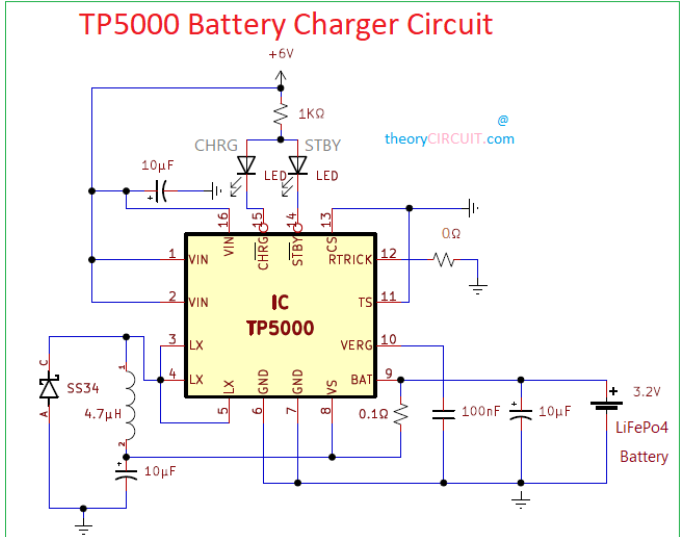 TP5000 Battery Charger Circuit
+6V
1KΩ
@
theoryCIRCUIT.com
CHRG
STBY
10µF
LED
LED
+
16
15
14
13
VIN
CHRG
STBY
CS
1
VIN
RTRICK
12
0Ω
2
VIN
TS
11
IC
TP5000
3
LX
VERG
10
4
LX
BAT
9
LX
GND
GND
VS
5
6
7
8
C
SS34
A
1
4.7µH
2
+
10µF
0.1Ω
100nF
+
10µF
+
3.2V
LiFePo4
Battery